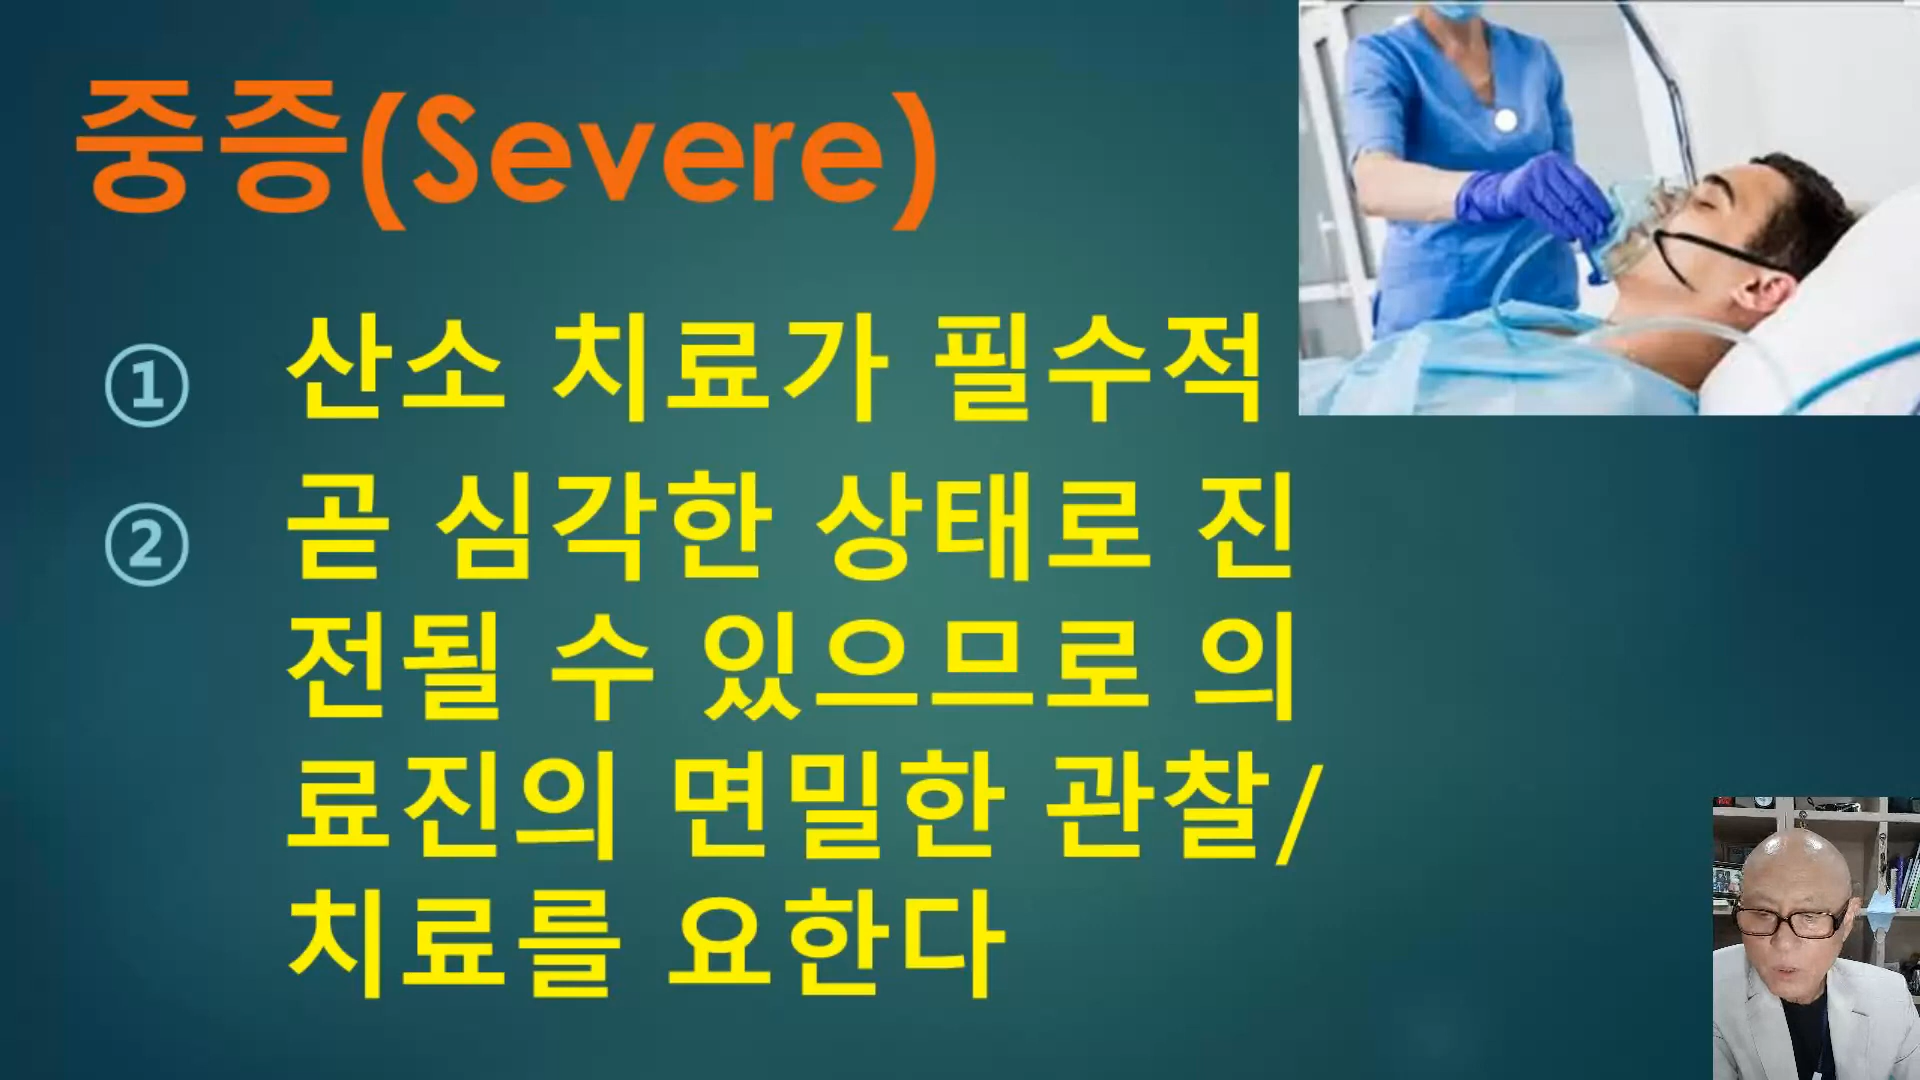 중증(Severe)
① 산소 치료가 필수적
② 곧 심각한 상태로 진
전될 수 있으므로 의
료진의 면밀한 관찰/
치료를 요한다